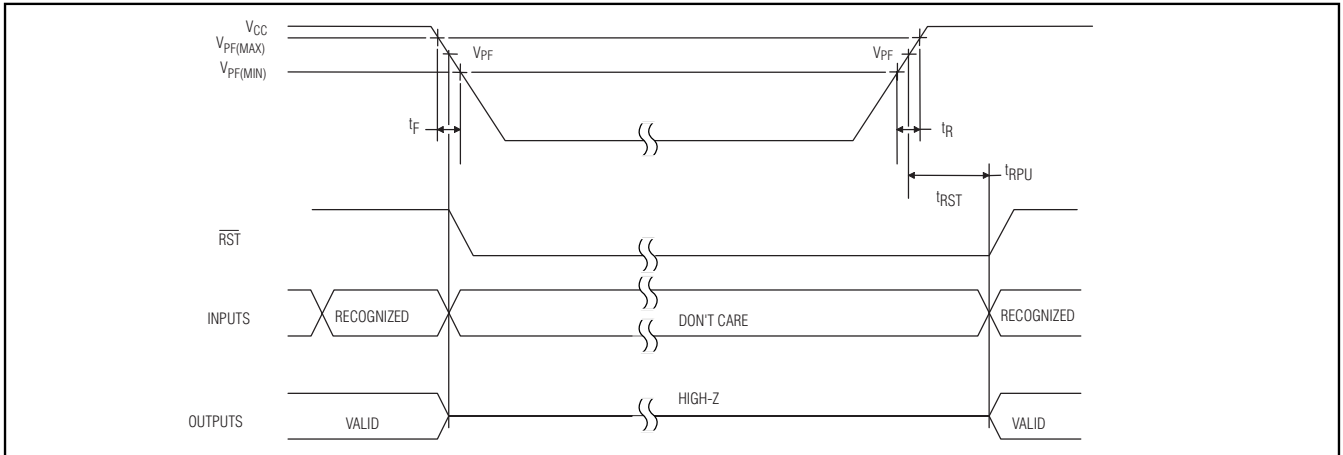 VCC
VPF(MAX)
VPF VPF
VPF(MIN)
tF tR
tRPU
tRST
RST
INPUTS RECOGNIZED DON'T CARE RECOGNIZED
HIGH-Z
OUTPUTS VALID VALID